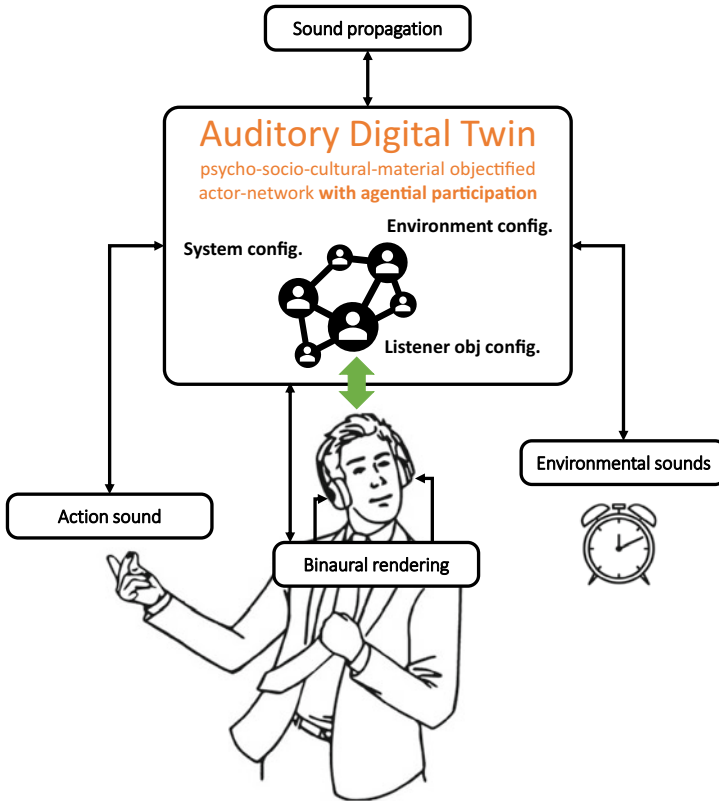 Sound propagation
Auditory Digital Twin
psycho-socio-cultural-material objectified
actor-network with agential participation
Environment config.
System config.
Listener obj config.
Environmental sounds
Action sound
Binaural rendering